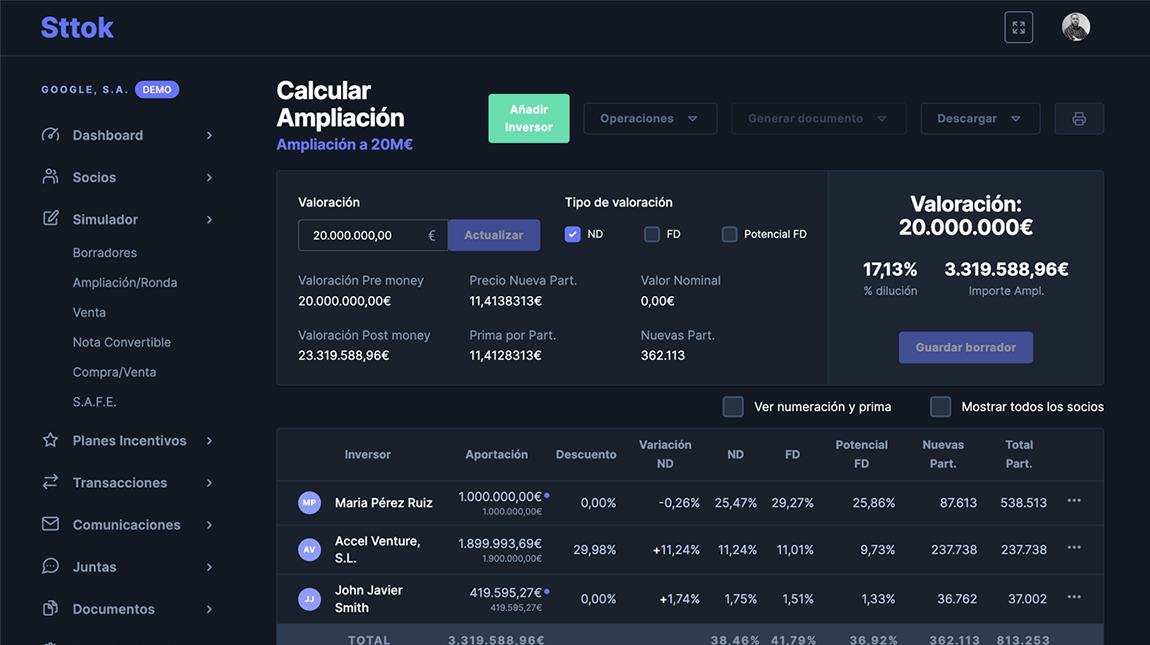 Sttok
GOOGLE, S.A. DEMO
Dashboard
Socios
Simulador
Borradores
Ampliación/Ronda
Venta
Nota Convertible
Compra/Venta
S.A.F.E.
Planes Incentivos
Transacciones
Comunicaciones
Juntas
Documentos
Calcular
Ampliación
Ampliación a 20M€
Añadir
Inversor
Operaciones
Generar documento
Descargar
Valoración
20.000.000,00 €
Actualizar
Tipo de valoración
ND
FD
Potencial FD
Valoración Pre money
20.000.000,00€
Precio Nueva Part.
11,4138313€
Valor Nominal
0,00€
Valoración Post money
23.319.588,96€
Prima por Part.
11,4128313€
Nuevas Part.
362.113
Valoración:
20.000.000€
17,13%
% dilución
3.319.588,96€
Importe Ampl.
Guardar borrador
Ver numeración y prima
Mostrar todos los socios
Inversor
Aportación
Descuento
Variación
ND
ND
FD
Potencial
FD
Nuevas
Part.
Total
Part.
MP
Maria Pérez Ruiz
1.000.000,00€
1.000.000,00€
0,00%
-0,26%
25,47%
29,27%
25,86%
87.613
538.513
AV
Accel Venture,
S.L.
1.899.993,69€
1.900.000,00€
29,98%
+11,24%
11,24%
11,01%
9,73%
237.738
237.738
JJ
John Javier
Smith
419.595,27€
419.595,27€
0,00%
+1,74%
1,75%
1,51%
1,33%
36.762
37.002
TOTAL
3.319.588,96€
38,46%
41,79%
36,92%
362.113
813.253